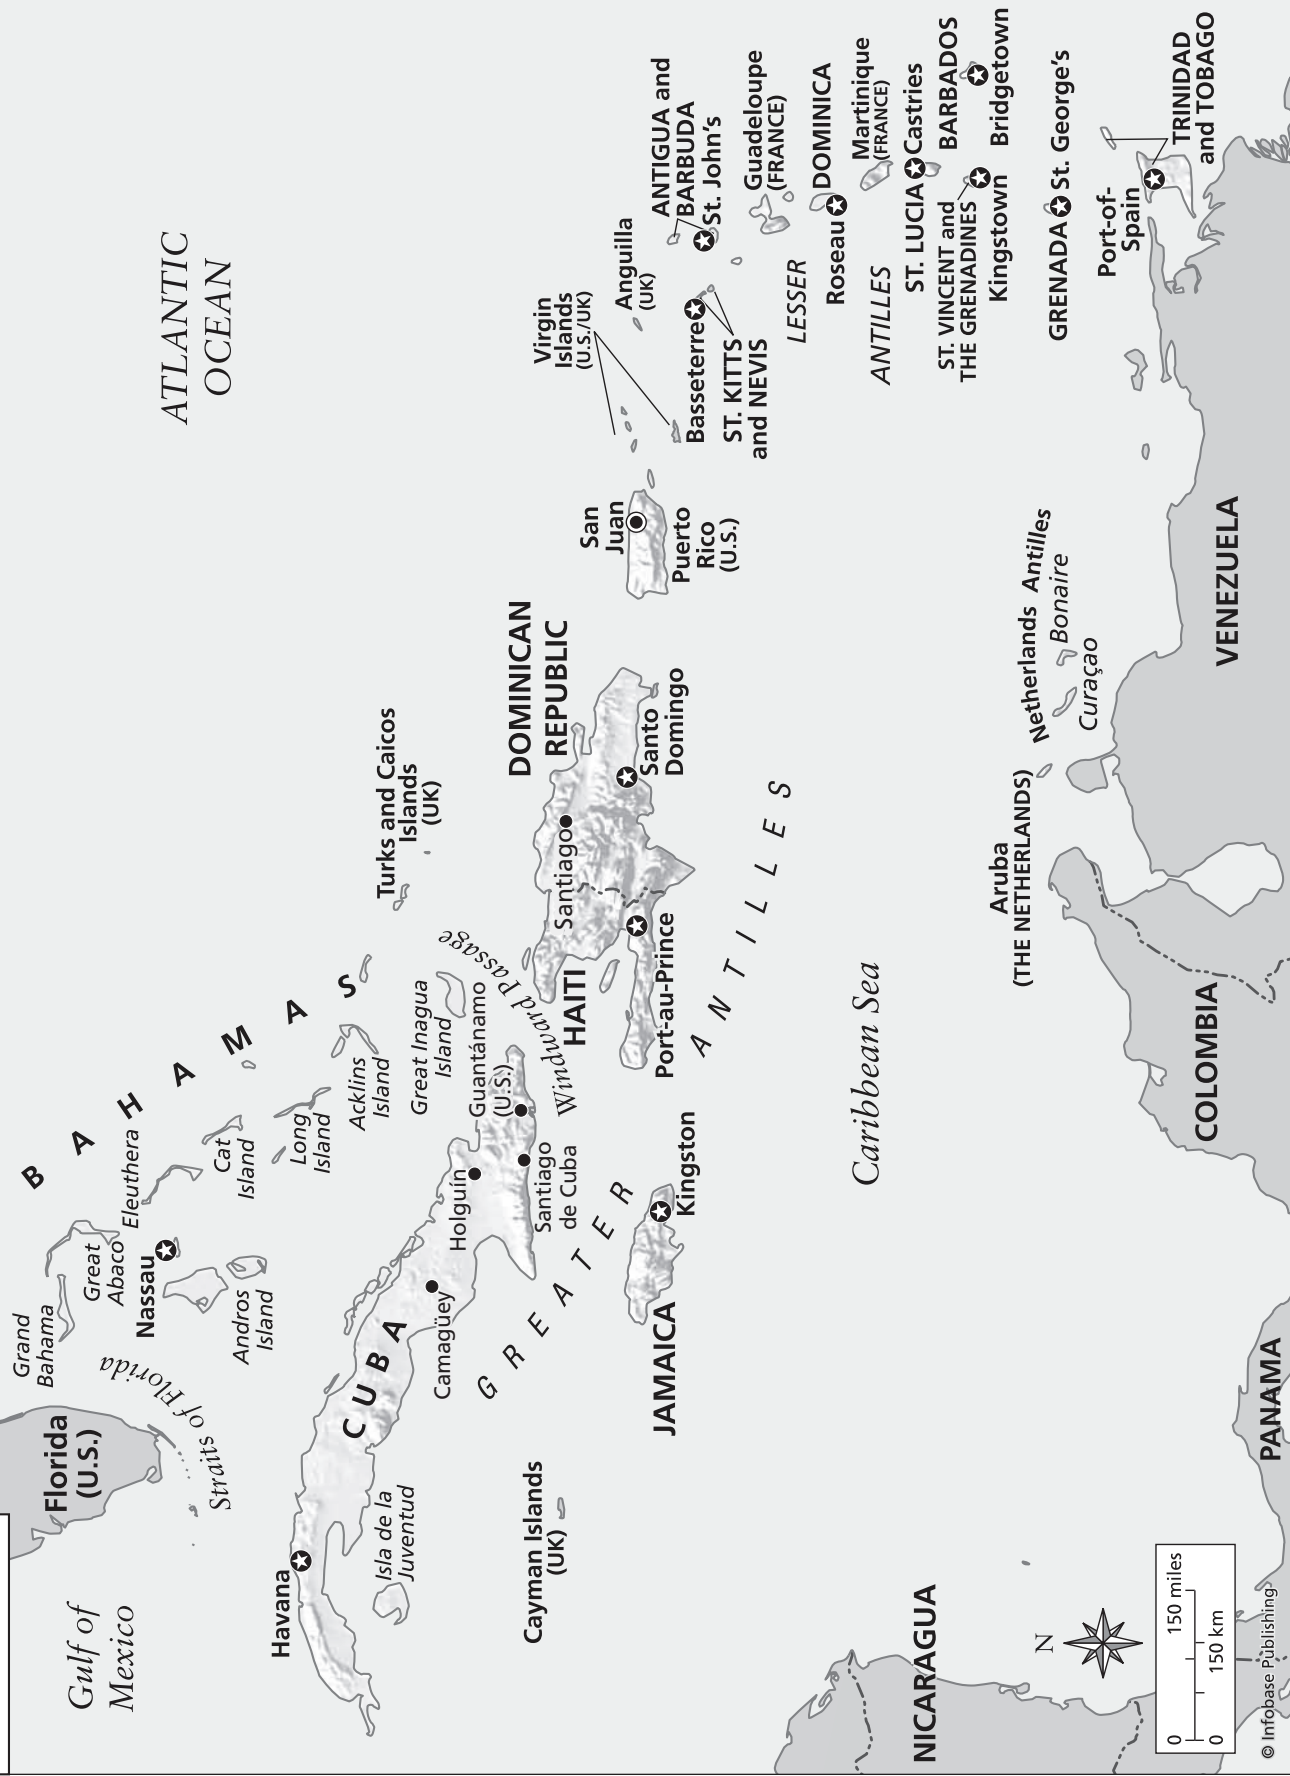 Gulf of
Mexico
Florida
(U.S.)
Straits of Florida
Grand
Bahama
Great
Abaco
Nassau
Andros
Island
Eleuthera
Cat
Island
Long
Island
Acklins
Island
Great Inagua
Island
BAHAMAS
Turks and Caicos
Islands
(UK)
ATLANTIC
OCEAN
Havana
CUBA
Isla de la
Juventud
Camagüey
Holguín
Guantánamo
(U.S.)
Santiago
de Cuba
Windward Passage
Cayman Islands
(UK)
GREATER
ANTILLES
JAMAICA
Kingston
HAITI
Port-au-Prince
DOMINICAN
REPUBLIC
Santiago
Santo
Domingo
San
Juan
Puerto
Rico
(U.S.)
Virgin
Islands
(U.S./UK)
Anguilla
(UK)
ANTIGUA and
BARBUDA
St. John's
Basseterre
ST. KITTS
and NEVIS
Guadeloupe
(FRANCE)
LESSER
ANTILLES
Roseau
DOMINICA
Martinique
(FRANCE)
ST. LUCIA
Castries
BARBADOS
Bridgetown
ST. VINCENT and
THE GRENADINES
Kingstown
GRENADA
St. George's
Port-of-
Spain
TRINIDAD
and TOBAGO
Caribbean Sea
Aruba
(THE NETHERLANDS)
Netherlands Antilles
Bonaire
Curaçao
NICARAGUA
PANAMA
COLOMBIA
VENEZUELA
N
0 150 miles
0 150 km
© Infobase Publishing